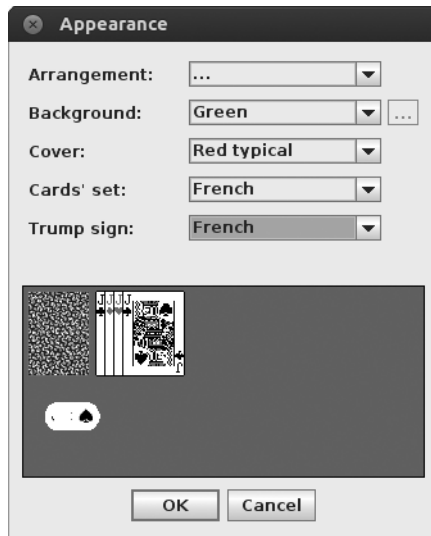 Appearance
Arrangement: ...
Background: Green ...
Cover: Red typical
Cards' set: French
Trump sign: French
J J J J
J
OK Cancel